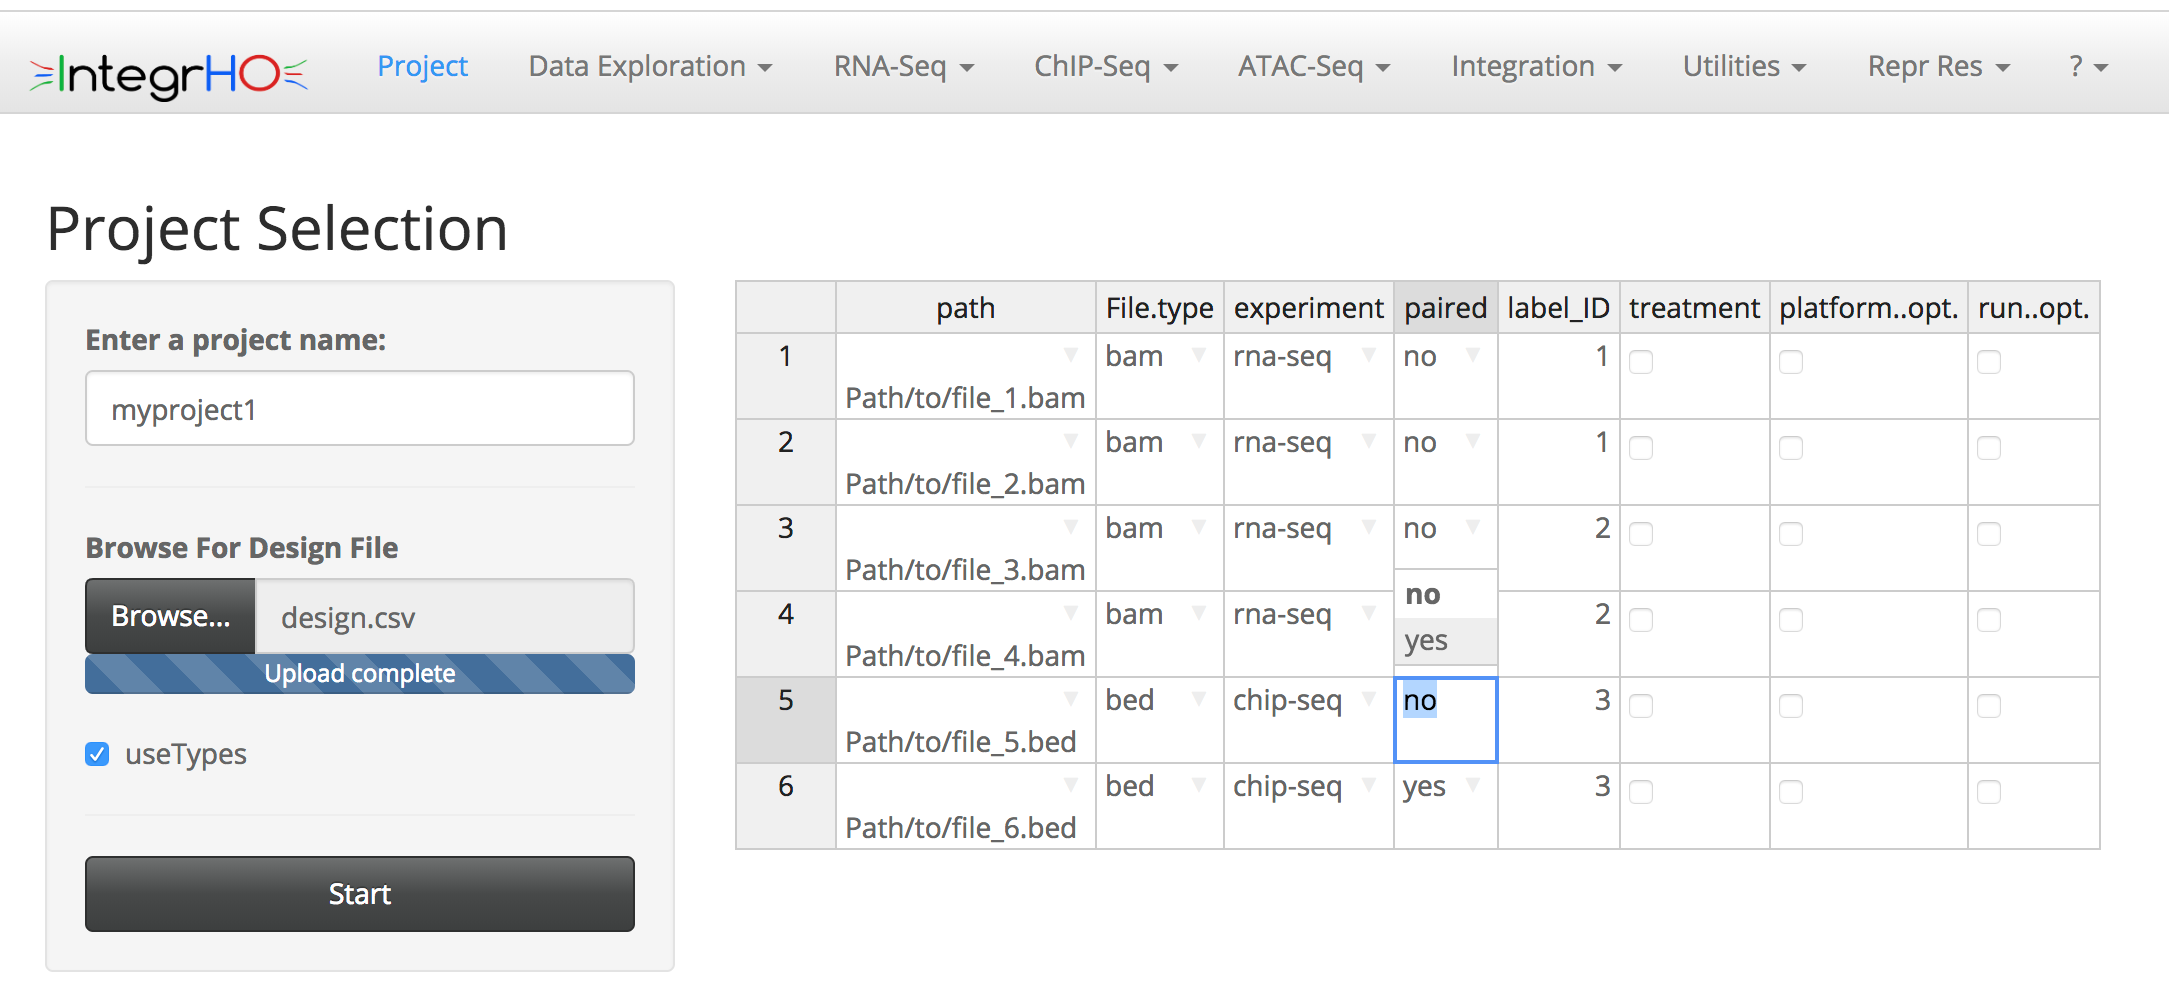 IntegrHO Project Data Exploration RNA-Seq ChIP-Seq ATAC-Seq Integration Utilities Repr Res ?
Project Selection
Enter a project name:
myproject1
Browse For Design File
Browse... design.csv
Upload complete
useTypes
Start
path File.type experiment paired label_ID treatment platform..opt. run..opt.
1 bam rna-seq no 1
Path/to/file_1.bam
2 bam rna-seq no 1
Path/to/file_2.bam
3 bam rna-seq no 2
Path/to/file_3.bam
no
4 bam rna-seq 2
yes
Path/to/file_4.bam
5 bed chip-seq no 3
Path/to/file_5.bed
6 bed chip-seq yes 3
Path/to/file_6.bed